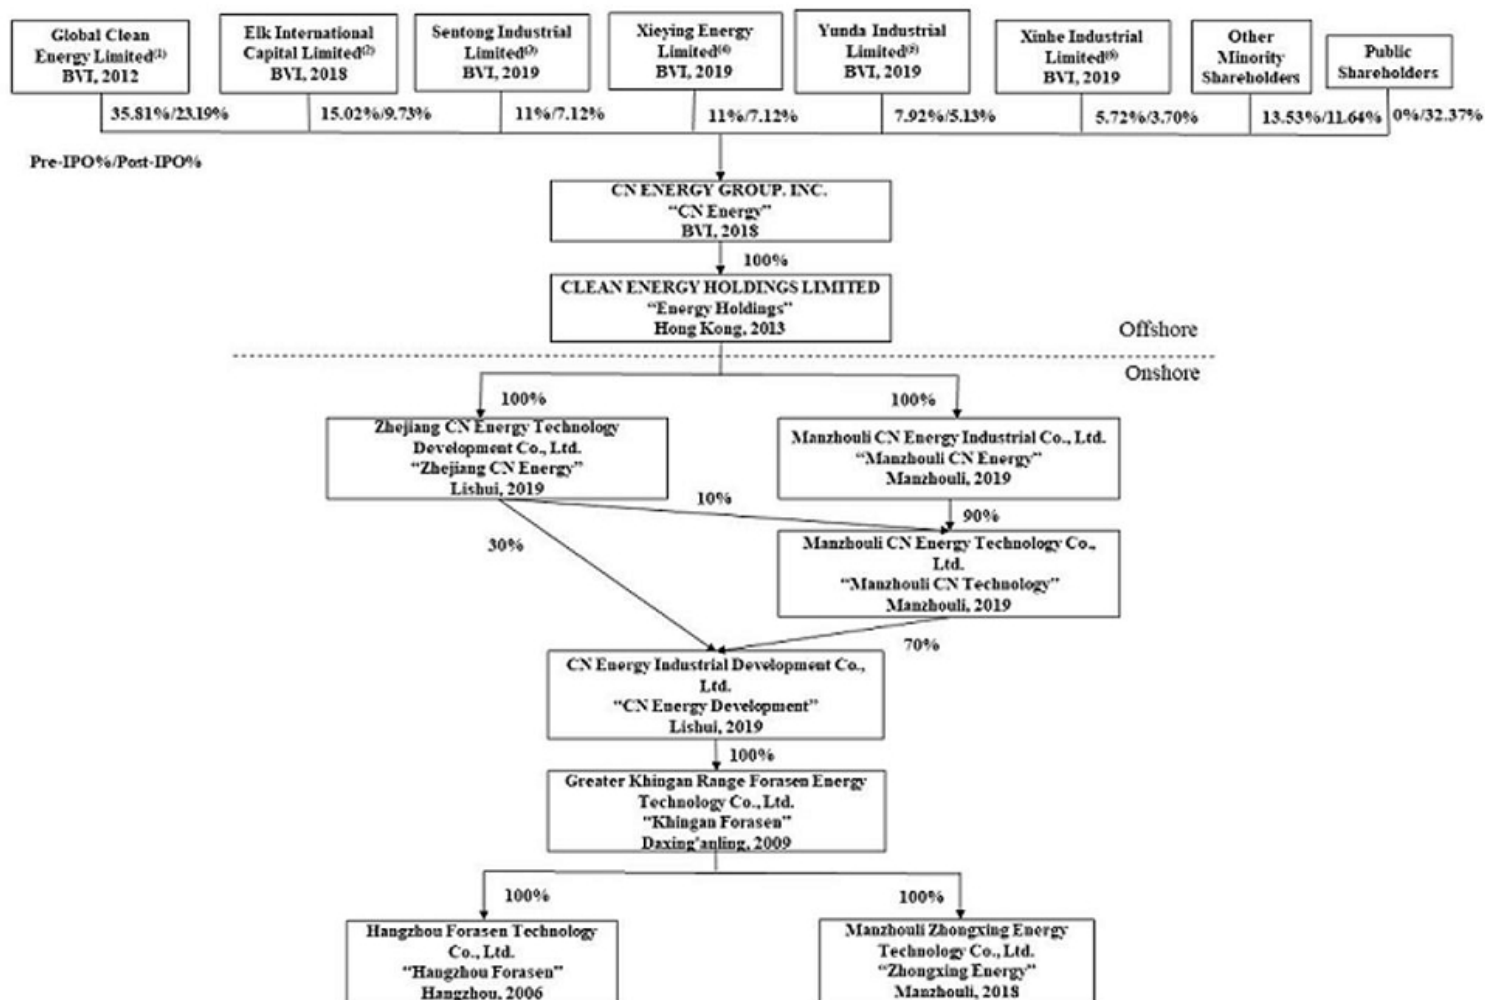 Global Clean
Energy Limited(1)
BVI, 2012
Elk International
Capital Limited(2)
BVI, 2018
Sentong Industrial
Limited(3)
BVI, 2019
Xieying Energy
Limited(4)
BVI, 2019
Yunda Industrial
Limited(5)
BVI, 2019
Xinhe Industrial
Limited(6)
BVI, 2019
Other
Minority
Shareholders
Public
Shareholders
35.81%/23.19%
15.02%/9.73%
11%/7.12%
11%/7.12%
7.92%/5.13%
5.72%/3.70%
13.53%/11.64%
0%/32.37%
Pre-IPO%/Post-IPO%
CN ENERGY GROUP. INC.
“CN Energy”
BVI, 2018
100%
CLEAN ENERGY HOLDINGS LIMITED
“Energy Holdings”
Hong Kong, 2013
Offshore
Onshore
100%
100%
Zhejiang CN Energy Technology
Development Co., Ltd.
“Zhejiang CN Energy”
Lishui, 2019
Manzhouli CN Energy Industrial Co., Ltd.
“Manzhouli CN Energy”
Manzhouli, 2019
10%
90%
30%
Manzhouli CN Energy Technology Co.,
Ltd.
“Manzhouli CN Technology”
Manzhouli, 2019
70%
CN Energy Industrial Development Co.,
Ltd.
“CN Energy Development”
Lishui, 2019
100%
Greater Khingan Range Forasen Energy
Technology Co., Ltd.
“Khingan Forasen”
Daxing'anling, 2009
100%
100%
Hangzhou Forasen Technology
Co., Ltd.
“Hangzhou Forasen”
Hangzhou, 2006
Manzhouli Zhongxing Energy
Technology Co., Ltd.
“Zhongxing Energy”
Manzhouli, 2018